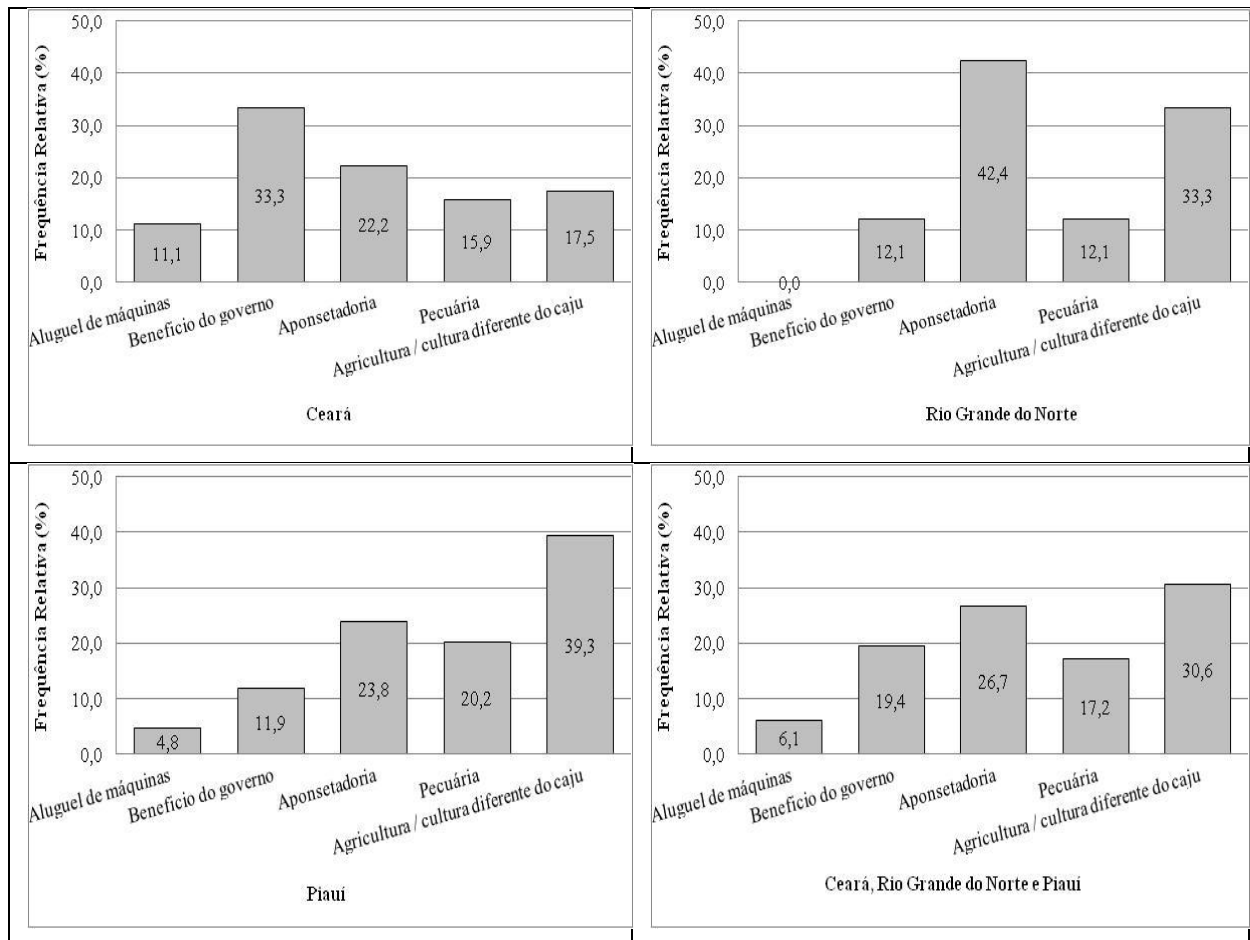 Frequência Relativa (%)
50,0
40,0
30,0
20,0
10,0
0,0
11,1
33,3
22,2
15,9
17,5
Aluguel de máquinas
Benefício do governo
Aponsetadoria
Pecuária
Agricultura / cultura diferente do caju
Ceará
Frequência Relativa (%)
50,0
40,0
30,0
20,0
10,0
0,0
0,0
12,1
42,4
12,1
33,3
Aluguel de máquinas
Benefício do governo
Aponsetadoria
Pecuária
Agricultura / cultura diferente do caju
Rio Grande do Norte
Frequência Relativa (%)
50,0
40,0
30,0
20,0
10,0
0,0
4,8
11,9
23,8
20,2
39,3
Aluguel de máquinas
Benefício do governo
Aponsetadoria
Pecuária
Agricultura / cultura diferente do caju
Piauí
Frequência Relativa (%)
50,0
40,0
30,0
20,0
10,0
0,0
6,1
19,4
26,7
17,2
30,6
Aluguel de máquinas
Benefício do governo
Aponsetadoria
Pecuária
Agricultura / cultura diferente do caju
Ceará, Rio Grande do Norte e Piauí